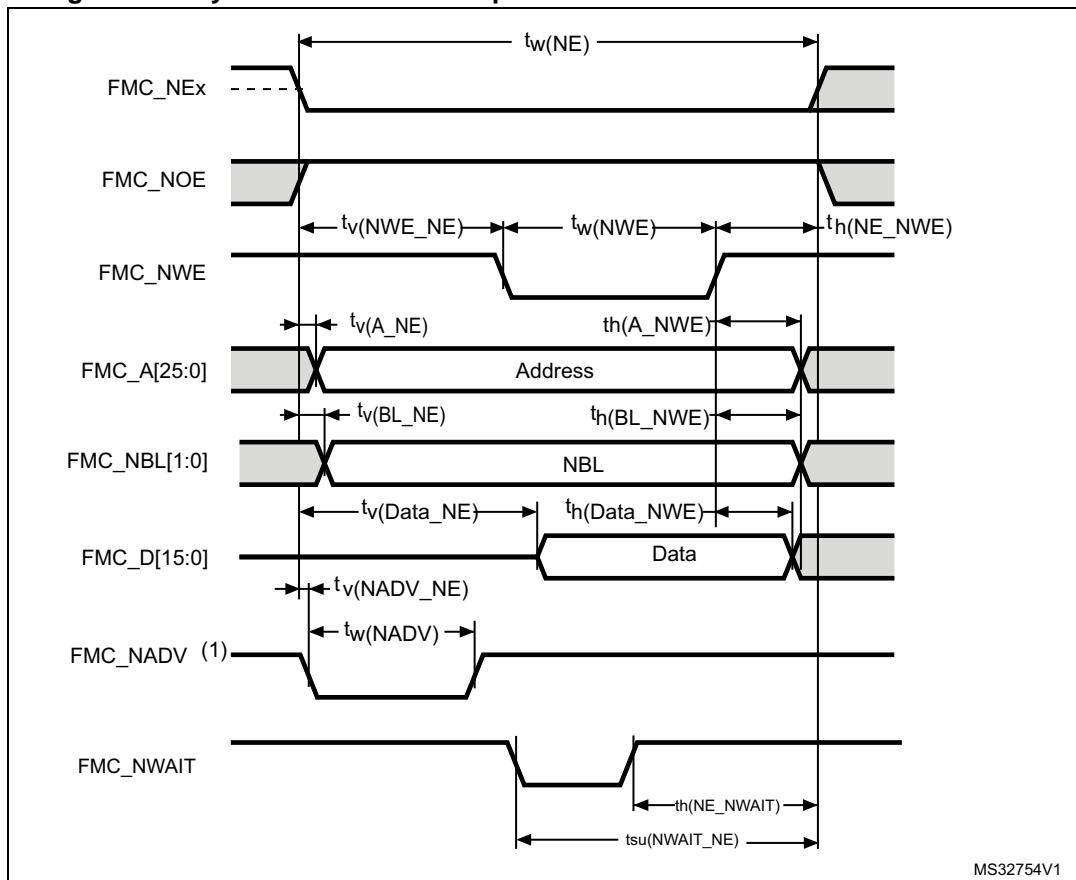 tw(NE)
FMC_NEx
FMC_NOE
tv(NWE_NE)
tw(NWE)
th(NE_NWE)
FMC_NWE
tv(A_NE)
th(A_NWE)
FMC_A[25:0]
Address
tv(BL_NE)
th(BL_NWE)
FMC_NBL[1:0]
NBL
tv(Data_NE)
th(Data_NWE)
FMC_D[15:0]
Data
tv(NADV_NE)
tw(NADV)
FMC_NADV (1)
FMC_NWAIT
th(NE_NWAIT)
tsu(NWAIT_NE)
MS32754V1